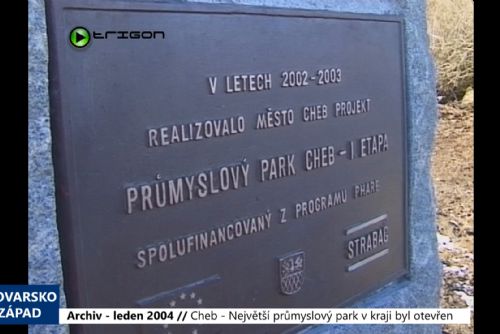 TRIGON
V LETECH 2002-2003
REALIZOVALO MĚSTO CHEB PROJEKT
PRŮMYSLOVÝ PARK CHEB - I ETAPA
SPOLUFINANCOVANÝ Z PROGRAMU PHARE
STRABAG
OVARSKO
ZÁPAD
Archiv - leden 2004 // Cheb - Největší průmyslový park v kraji byl otevřen